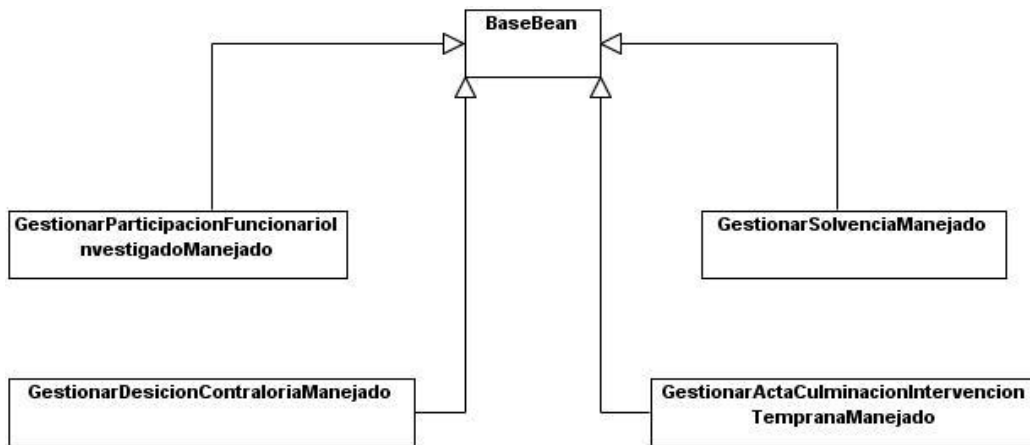 BaseBean
GestionarParticipacionFuncionarioI
nvestigadoManejado
GestionarSolvenciaManejado
GestionarDesicionContraloriaManejado
GestionarActaCulminacionIntervencion
TempranaManejado